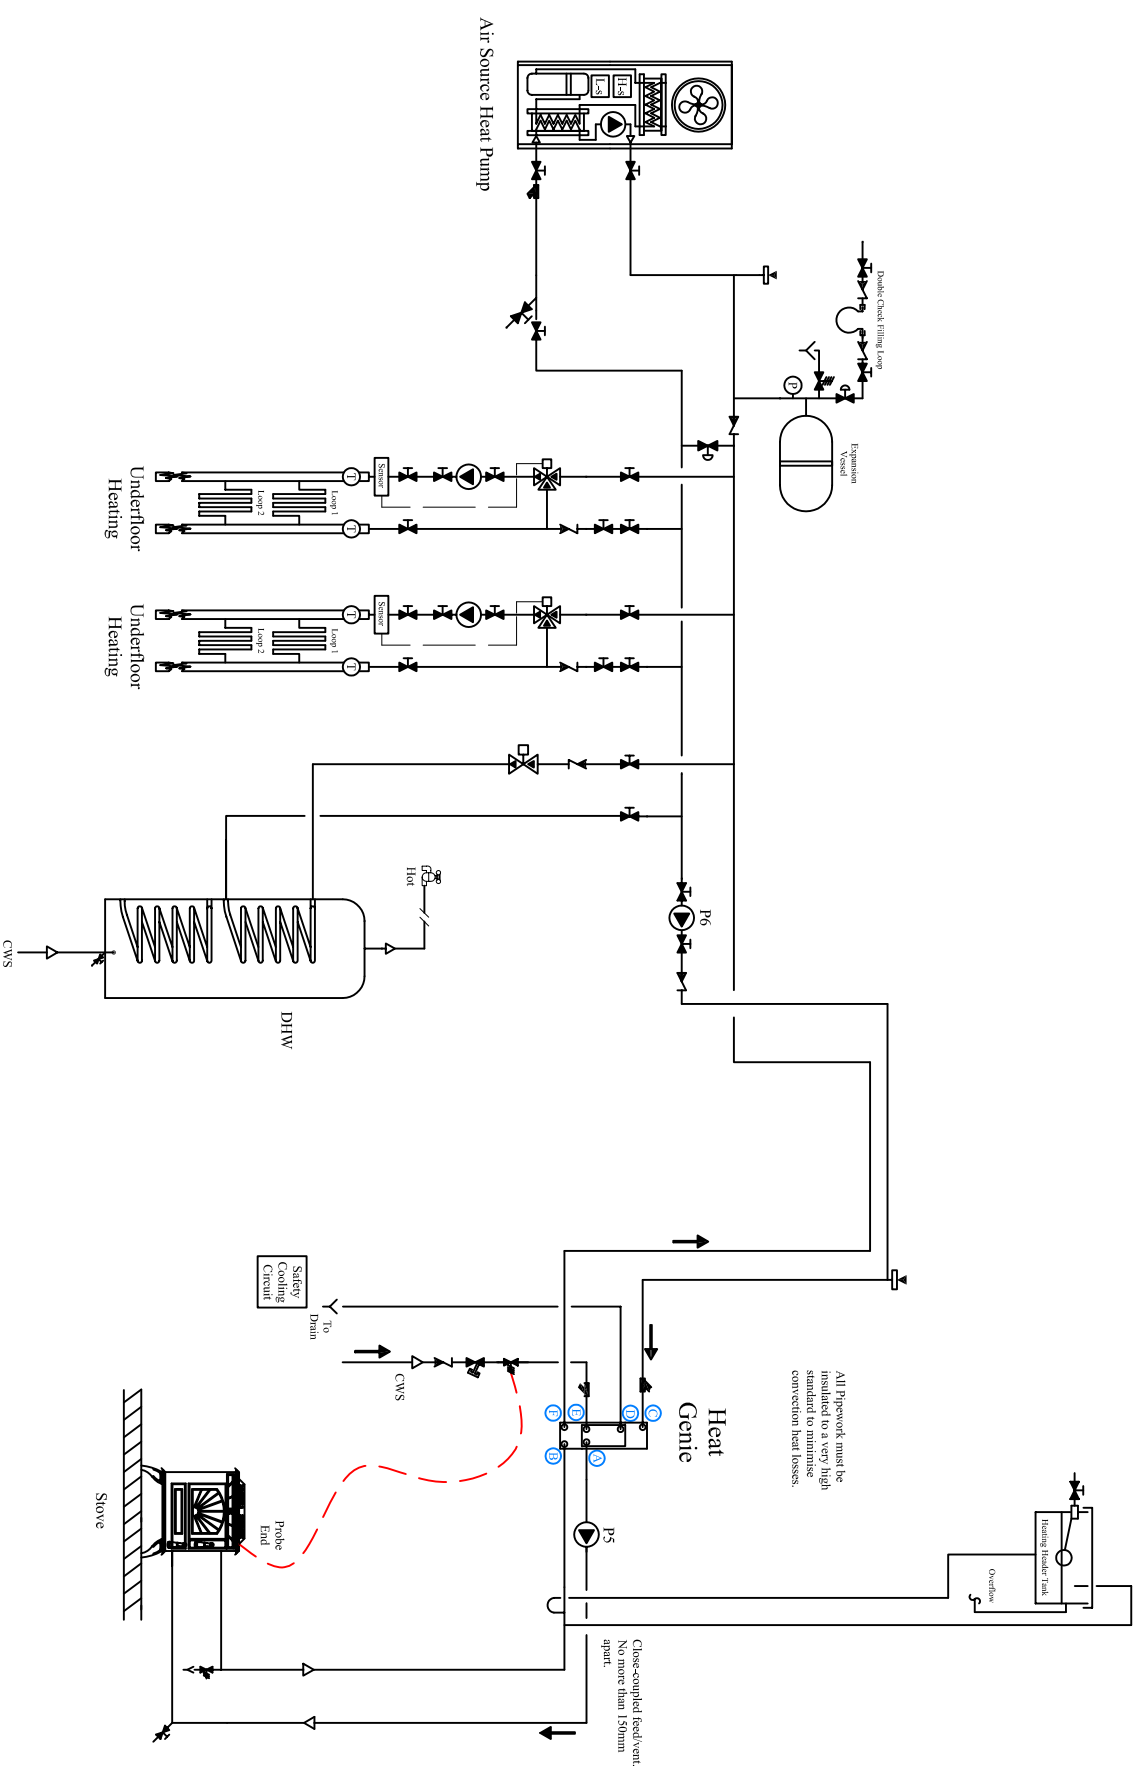 Air Source Heat Pump
H-s
L-s
Double Check Filling Loop
P
Expansion
Vessel
Sensor
T
T
Loop 1
Loop 2
Underfloor
Heating
Sensor
T
T
Loop 1
Loop 2
Underfloor
Heating
Hot
CWS
DHW
P6
Safety
Cooling
Circuit
To
Drain
CWS
Heat
Genie
C
D
E
F
A
B
All Pipework must be
insulated to a very high
standard to minimise
convection heat losses.
P5
Probe
End
Stove
Heating Header Tank
Overflow
Close-coupled feed/vent.
No more than 150mm
apart.